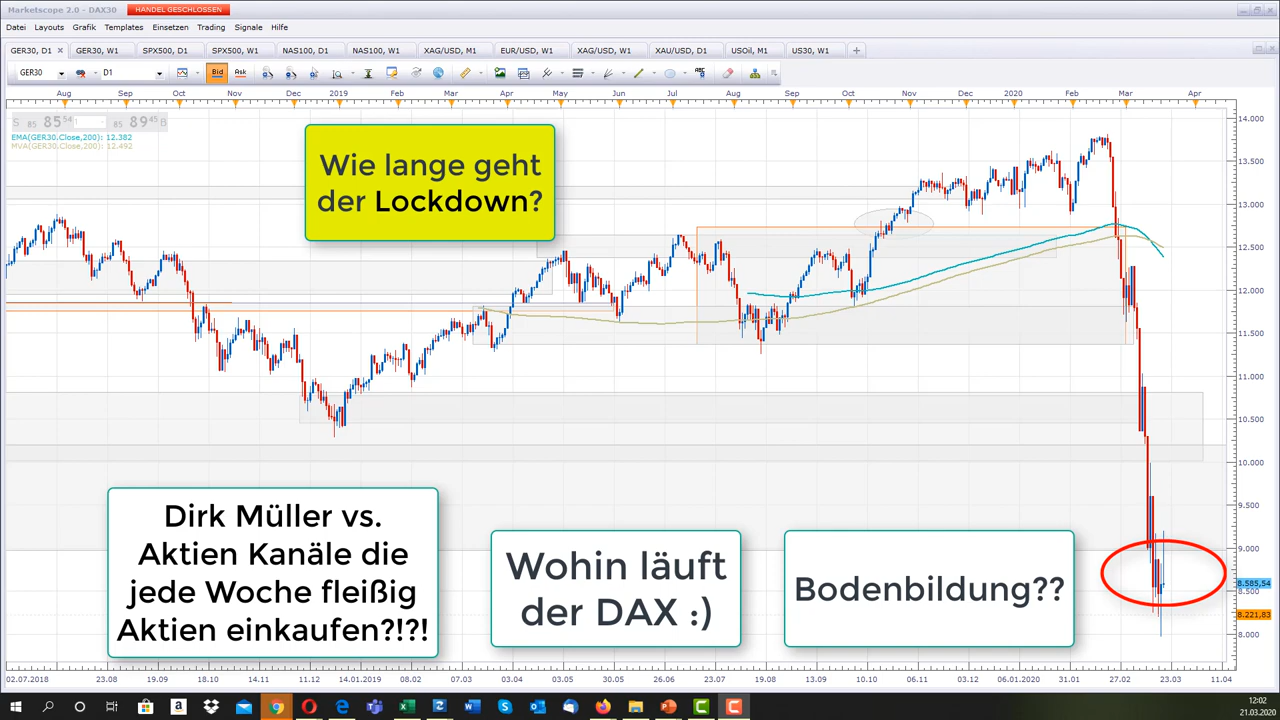 Marketscope 2.0 - DAX30
HANDEL GESCHLOSSEN
Datei Layouts Grafik Templates Einsetzen Trading Signale Hilfe
GER30, D1 GER30, W1 SPX500, D1 SPX500, W1 NAS100, D1 NAS100, W1 XAG/USD, M1 EUR/USD, W1 XAG/USD, W1 XAU/USD, D1 USOil, M1 US30, W1
GER30 D1 Bid Ask ABC
Aug Sep Oct Nov Dec 2019 Feb Mar Apr May Jun Jul Aug Sep Oct Nov Dec 2020 Feb Mar Apr
S 85 85 54 1 85 89 45 B
EMA(GER30.Close,200): 12.382
MVA(GER30.Close,200): 12.492
14.000
13.500
13.000
12.500
12.000
11.500
11.000
10.500
10.000
9.500
9.000
8.585,54
8.500
8.221,83
8.000
Wie lange geht
der Lockdown?
Dirk Müller vs.
Aktien Kanäle die
jede Woche fleißig
Aktien einkaufen?!?!
Wohin läuft
der DAX :)
Bodenbildung??
02.07.2018 23.08 19.09 18.10 14.11 14.01.2019 08.02 07.03 03.04 03.05 30.05 26.06 23.07 19.08 13.09 10.10 06.11 03.12 06.01.2020 31.01 27.02 23.03 11.04
12:02
21.03.2020